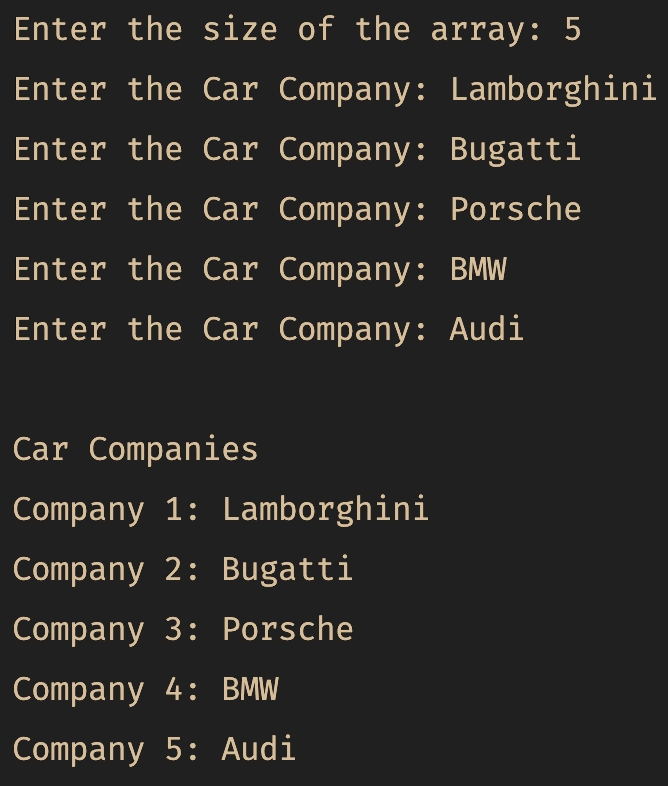 Enter the size of the array: 5
Enter the Car Company: Lamborghini
Enter the Car Company: Bugatti
Enter the Car Company: Porsche
Enter the Car Company: BMW
Enter the Car Company: Audi
Car Companies
Company 1: Lamborghini
Company 2: Bugatti
Company 3: Porsche
Company 4: BMW
Company 5: Audi